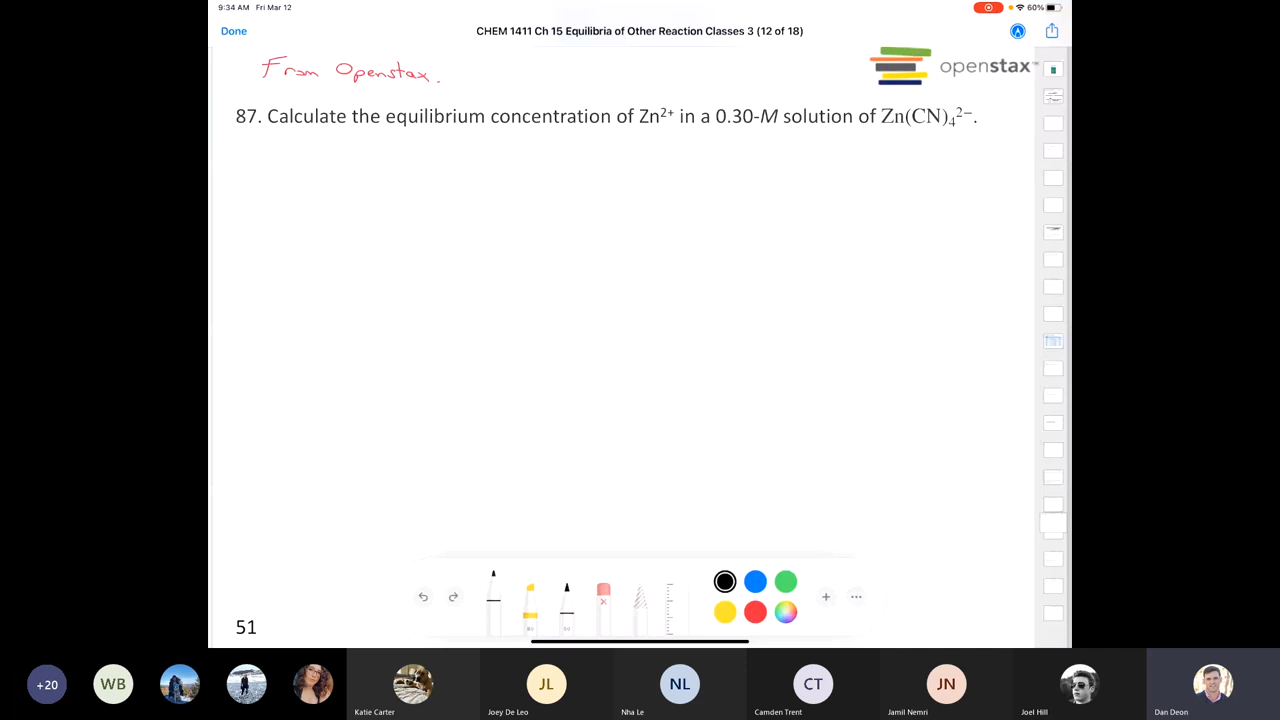 9:34 AM Fri Mar 12
60%
Done
CHEM 1411 Ch 15 Equilibria of Other Reaction Classes 3 (12 of 18)
From Openstax.
openstax™
87. Calculate the equilibrium concentration of Zn²⁺ in a 0.30-M solution of Zn(CN)₄²⁻.
51
+20
WB
JL
NL
CT
JN
Katie Carter
Joey De Leo
Nha Le
Camden Trent
Jamil Nemri
Joel Hill
Dan Deon